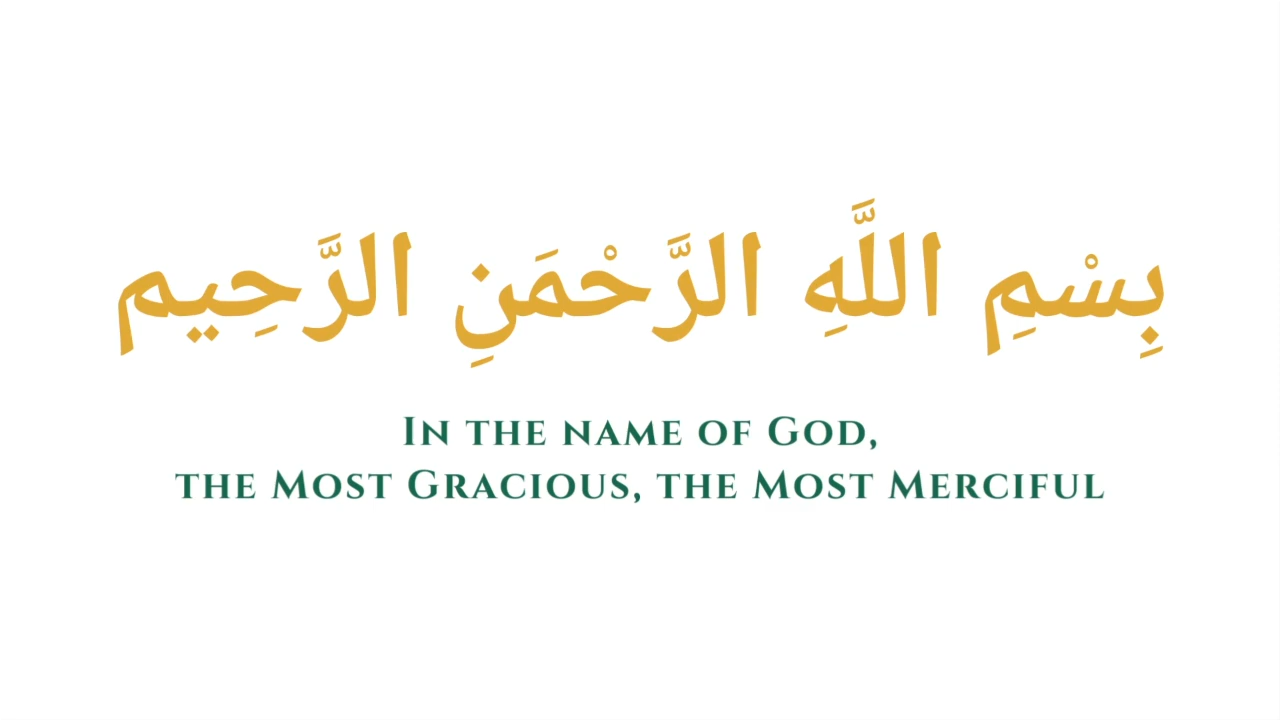 بِسْمِ اللَّهِ الرَّحْمَنِ الرَّحِيم
In the name of God,
the Most Gracious, the Most Merciful